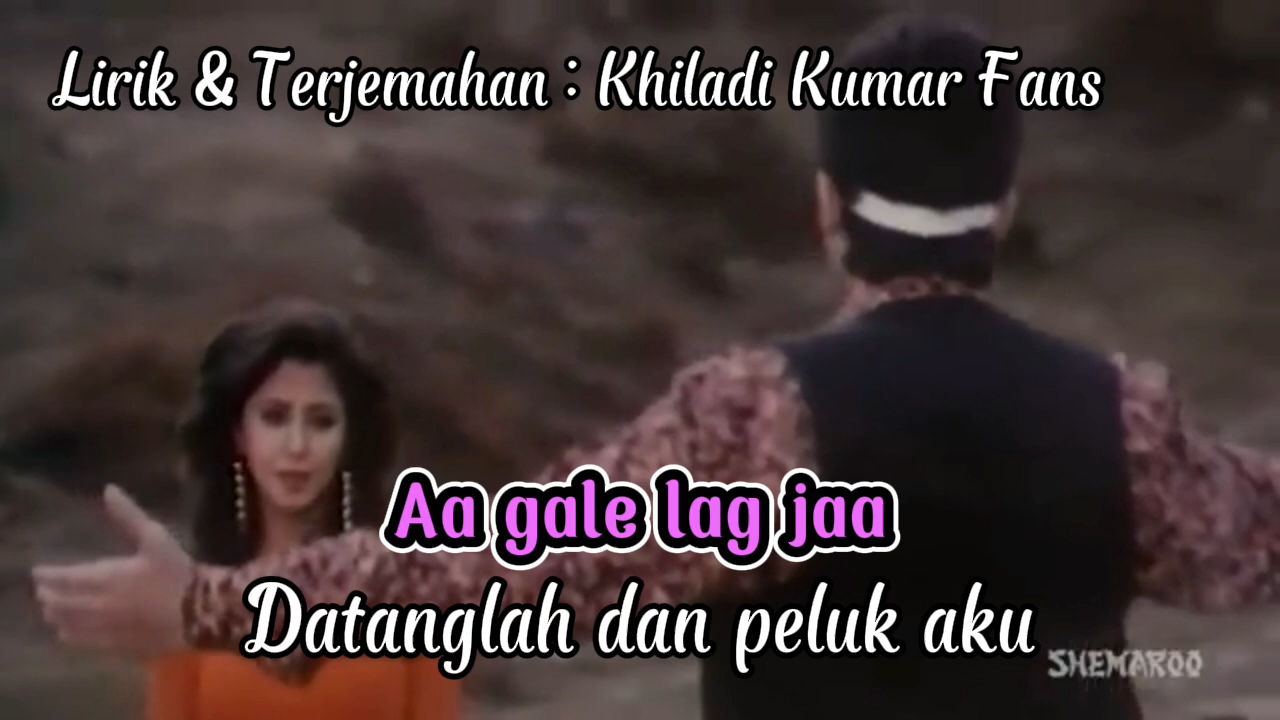 Lirik & Terjemahan : Khiladi Kumar Fans
Aa gale lag jaa
Datanglah dan peluk aku
SHEMAROO